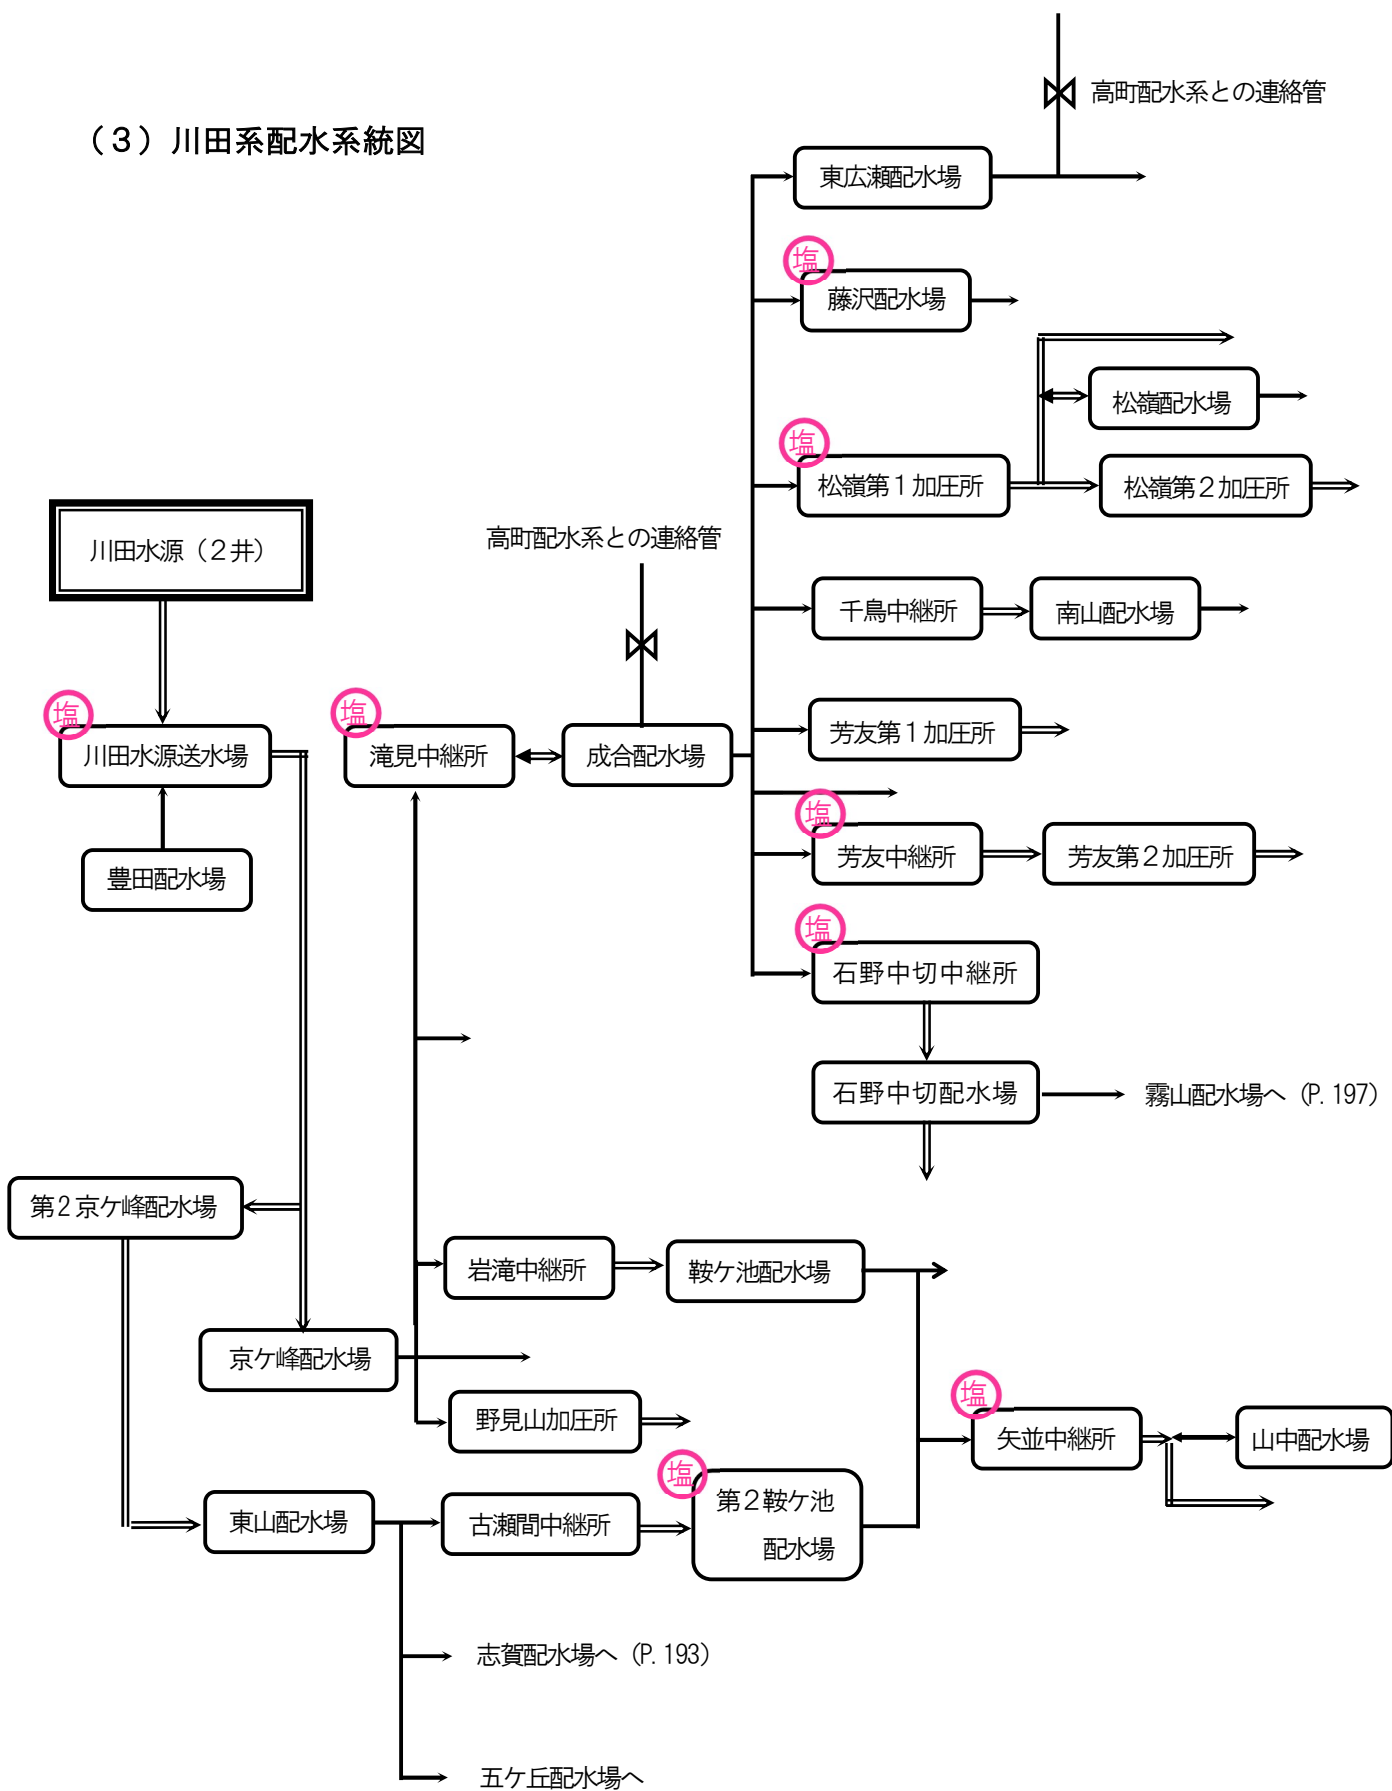 高町配水系との連絡管
（３）川田系配水系統図
東広瀬配水場
塩
藤沢配水場
松嶺配水場
塩
松嶺第１加圧所
松嶺第２加圧所
川田水源（２井）
高町配水系との連絡管
千鳥中継所
南山配水場
塩
川田水源送水場
塩
滝見中継所
成合配水場
芳友第１加圧所
塩
芳友中継所
芳友第２加圧所
豊田配水場
塩
石野中切中継所
石野中切配水場
霧山配水場へ（P.197）
第２京ケ峰配水場
岩滝中継所
鞍ケ池配水場
京ケ峰配水場
野見山加圧所
塩
矢並中継所
山中配水場
塩
第２鞍ケ池
配水場
東山配水場
古瀬間中継所
志賀配水場へ（P.193）
五ケ丘配水場へ